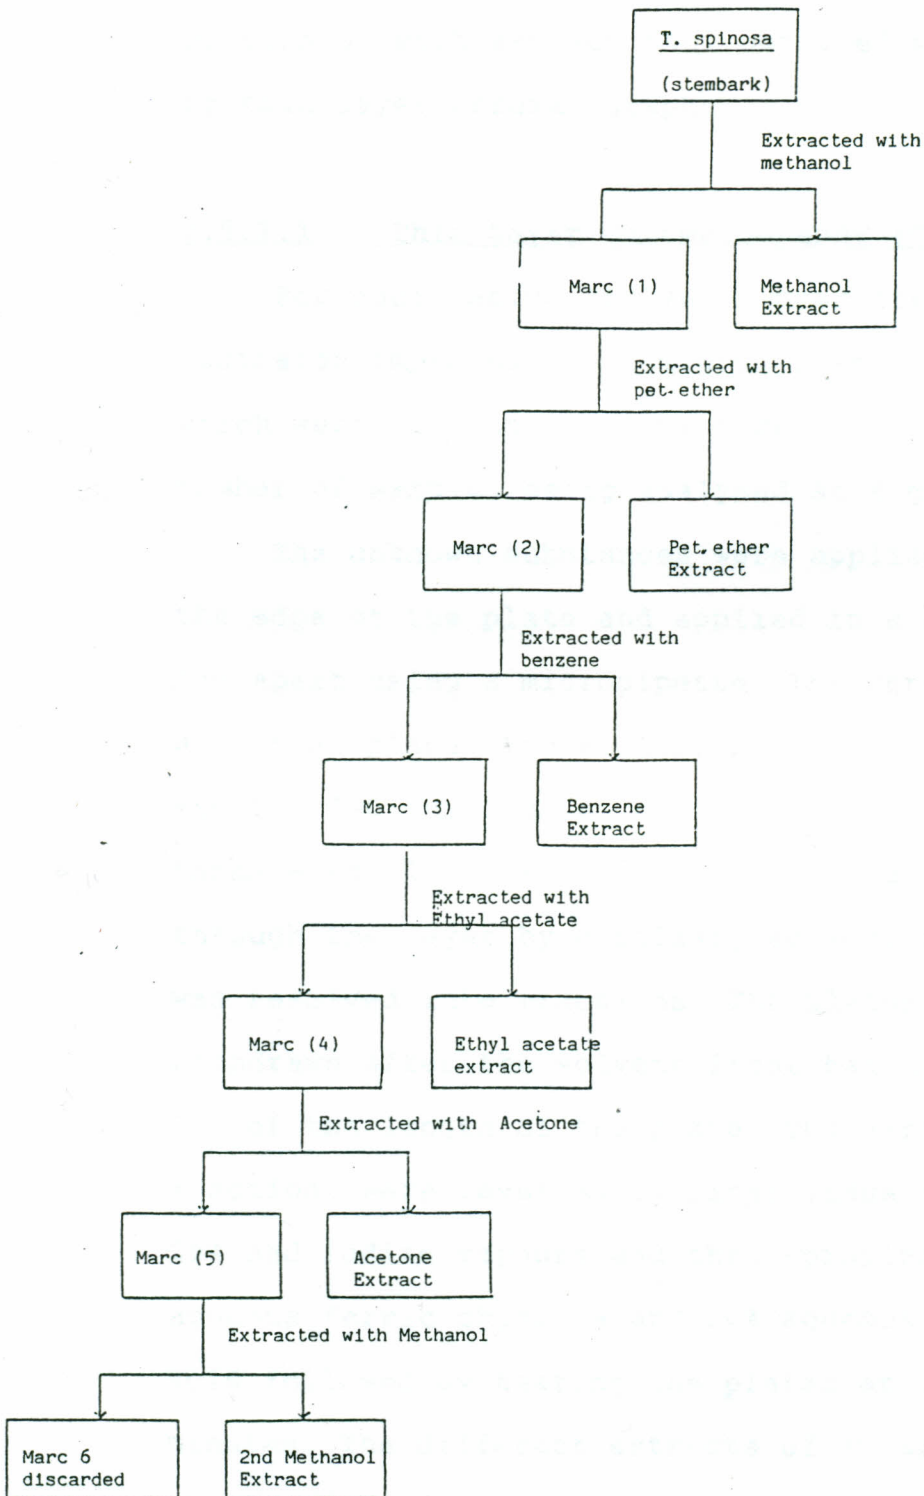 T. spinosa
(stembark)
Extracted with
methanol
Marc (1)
Methanol
Extract
Extracted with
pet-ether
Marc (2)
Pet-ether
Extract
Extracted with
benzene
Marc (3)
Benzene
Extract
Extracted with
Ethyl acetate
Marc (4)
Ethyl acetate
extract
Extracted with Acetone
Marc (5)
Acetone
Extract
Extracted with Methanol
Marc 6
discarded
2nd Methanol
Extract